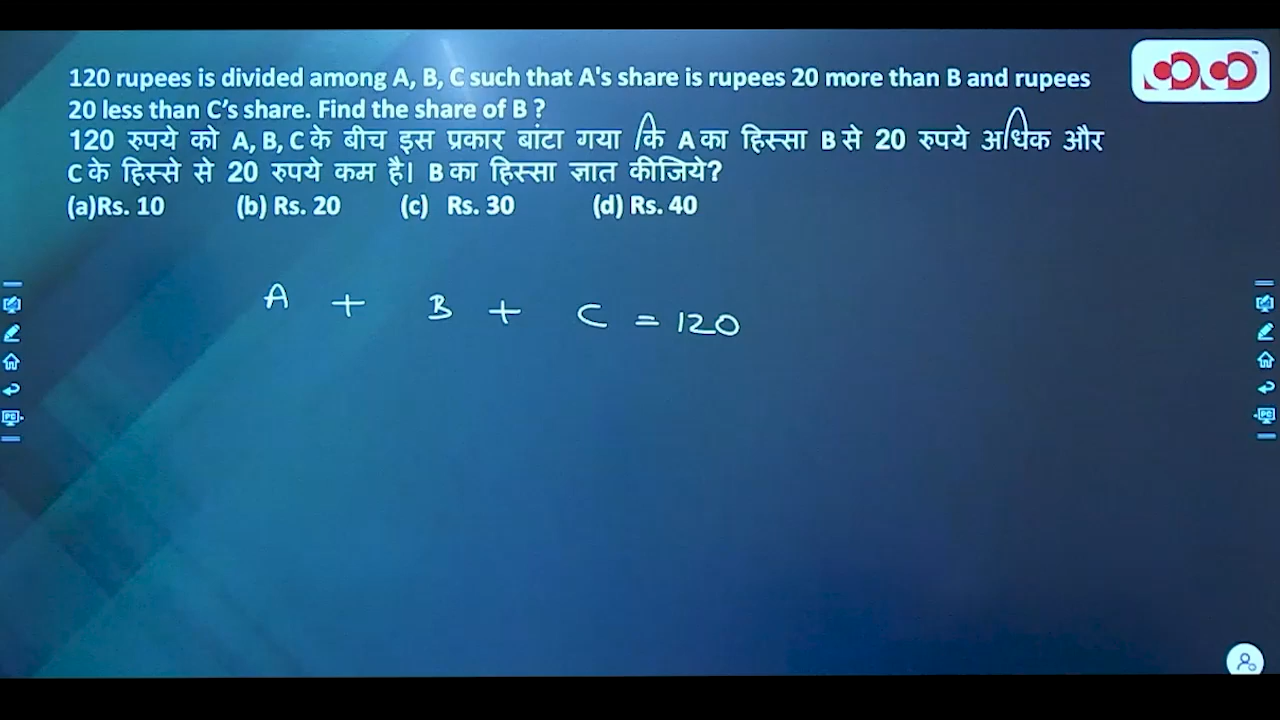 120 rupees is divided among A, B, C such that A's share is rupees 20 more than B and rupees
20 less than C's share. Find the share of B ?
120 रुपये को A, B, C के बीच इस प्रकार बांटा गया कि A का हिस्सा B से 20 रुपये अधिक और
C के हिस्से से 20 रुपये कम है। B का हिस्सा ज्ञात कीजिये?
(a)Rs. 10 (b) Rs. 20 (c) Rs. 30 (d) Rs. 40
A + B + C = 120
PC PC